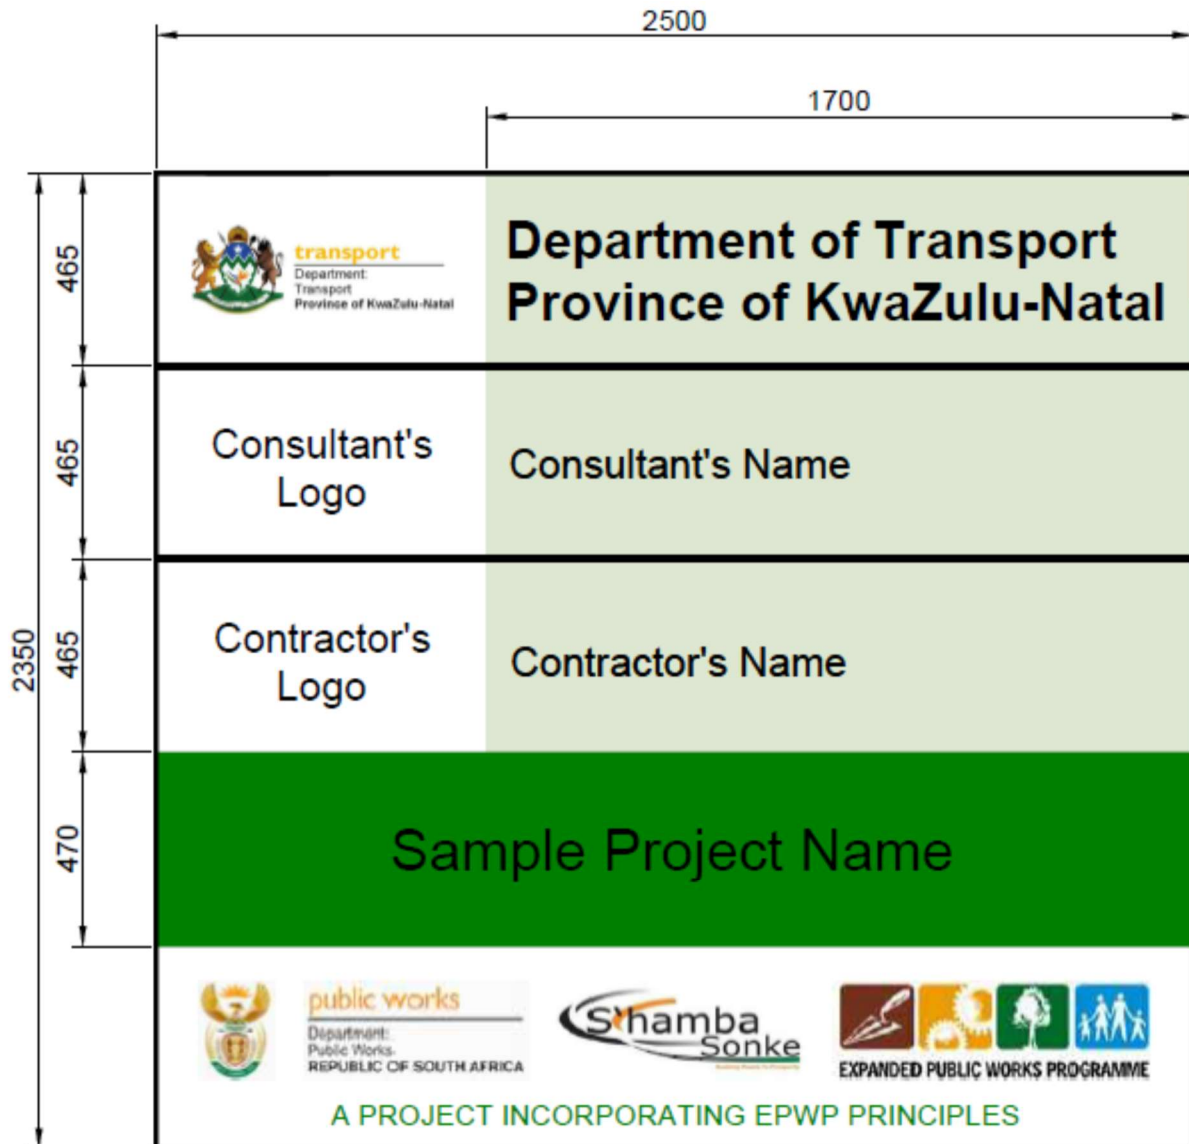 2500
1700
465
transport
Department:
Transport
Province of KwaZulu-Natal
Department of Transport
Province of KwaZulu-Natal
465
Consultant's
Logo
Consultant's Name
2350
465
Contractor's
Logo
Contractor's Name
470
Sample Project Name
public works
Department:
Public Works
REPUBLIC OF SOUTH AFRICA
S'hamba
Sonke
EXPANDED PUBLIC WORKS PROGRAMME
A PROJECT INCORPORATING EPWP PRINCIPLES